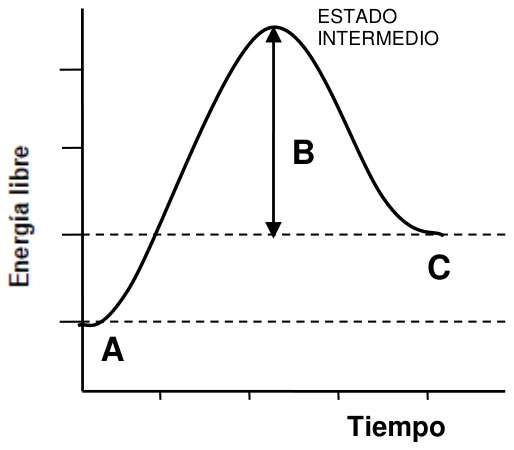 ESTADO
INTERMEDIO
B
Energía libre
C
A
Tiempo